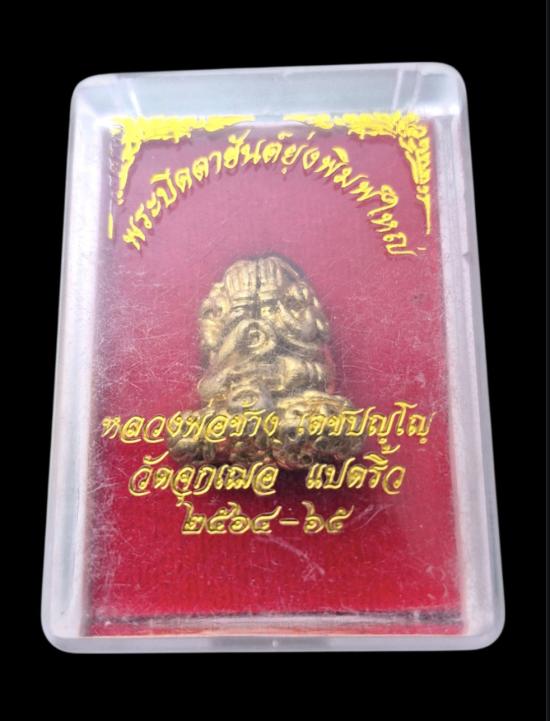 พระปิดตายันต์ยุ่งพิมพ์ใหญ่
หลวงพ่อช้าง เตชปญฺโญ
วัดจุกเฌอ แปดริ้ว
๒๕๖๔-๖๕